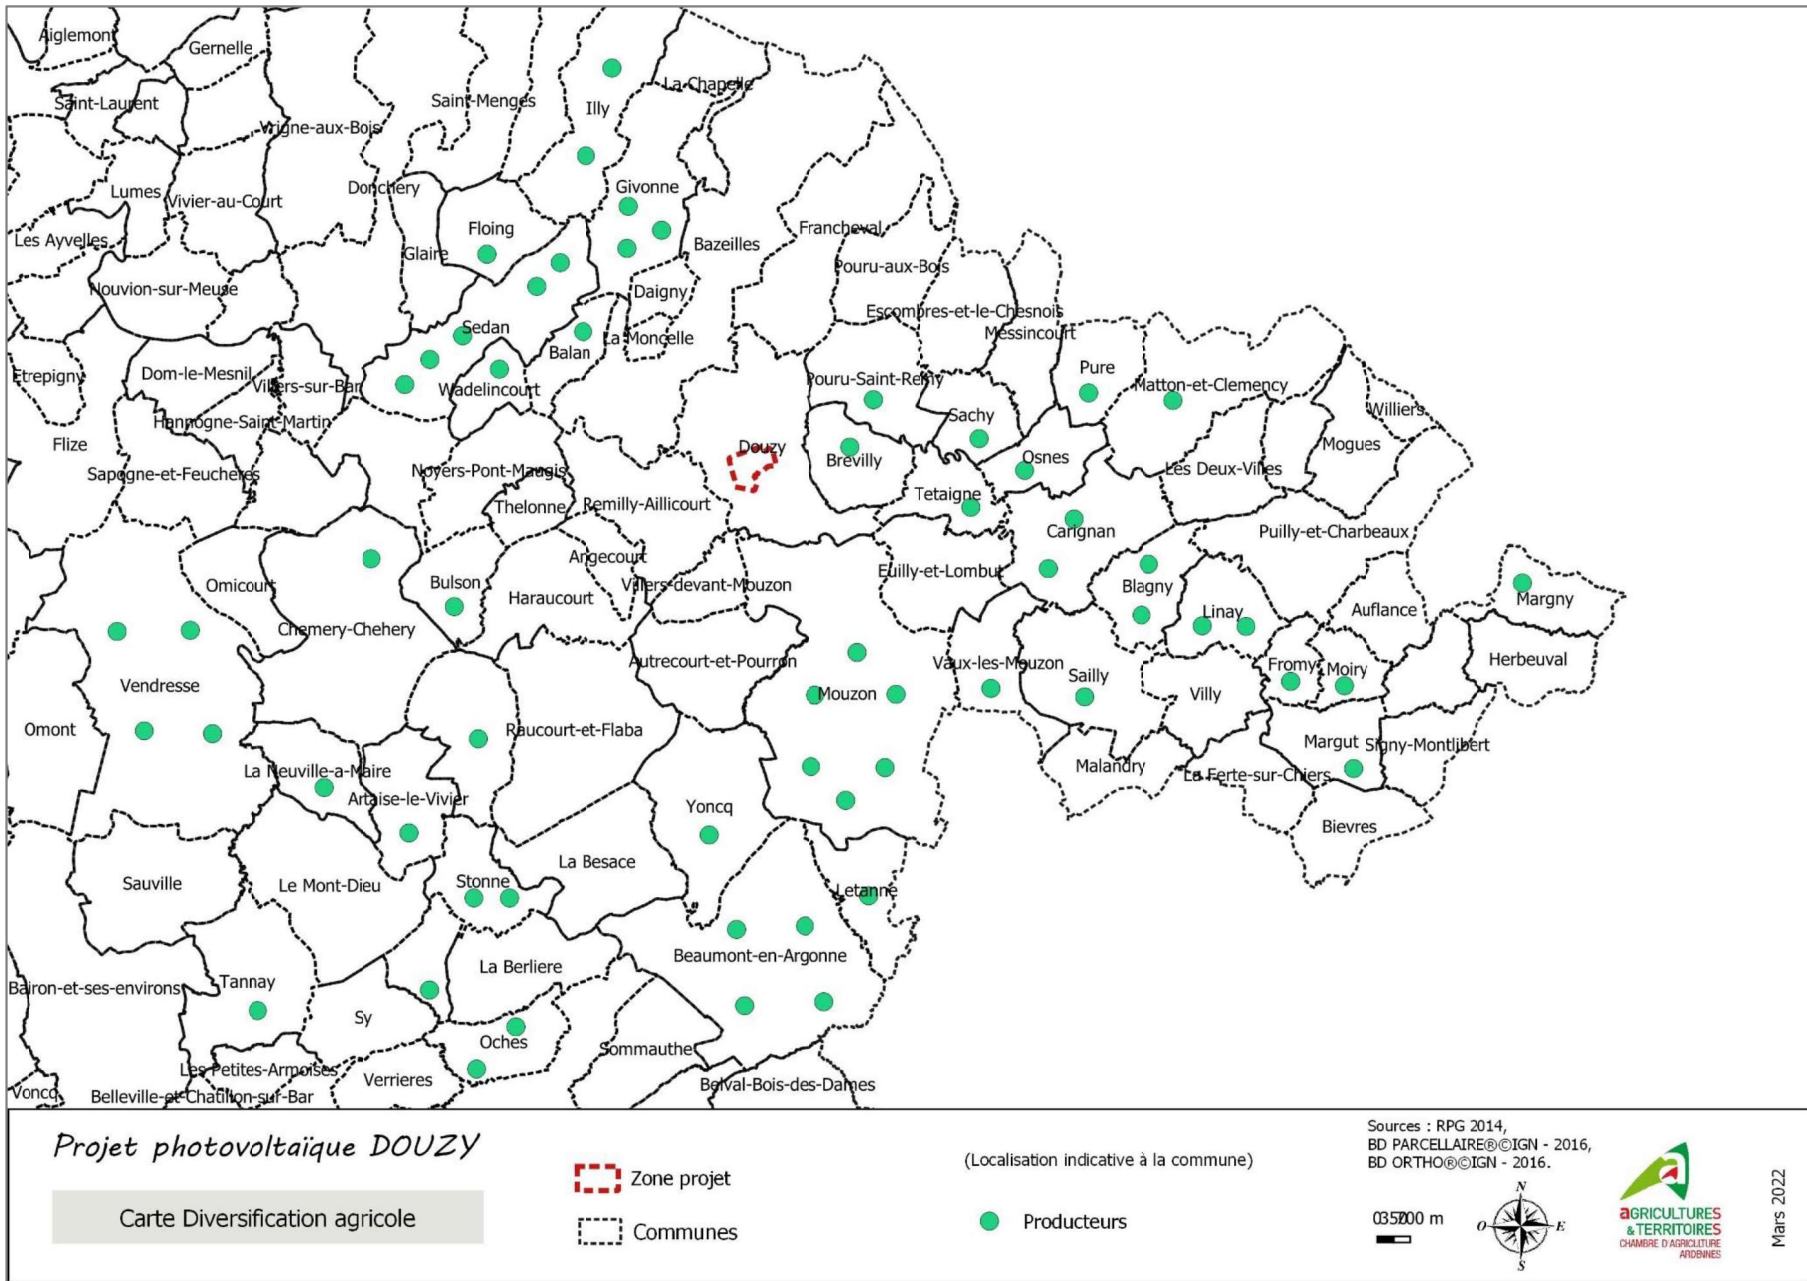 Aiglemont
Gernelle
La-Chapelle
Saint-Menges
Saint-Laurent
Illy
Vrigne-aux-Bois
Lumes
Vivier-au-Court
Donchery
Givonne
Floing
Francheval
Les Ayvelles
Glaire
Bazeilles
Pouru-aux-Bois
Nouvion-sur-Meuse
Daigny
Escombres-et-le-Chesnois
Sedan
Messincourt
La Moncelle
Balan
Etrepigny
Dom-le-Mesnil
Villers-sur-Bar
Wadelincourt
Pouru-Saint-Remy
Pure
Matton-et-Clemency
Williers
Hannogne-Saint-Martin
Sachy
Flize
Mogues
Douzy
Brevilly
Osnes
Les Deux-Villes
Sapogne-et-Feucheres
Noyers-Pont-Maugis
Tetaigne
Thelonne
Remilly-Aillicourt
Carignan
Puilly-et-Charbeaux
Angecourt
Euilly-et-Lombut
Omicourt
Bulson
Villers-devant-Mouzon
Blagny
Haraucourt
Linay
Auflance
Margny
Chemery-Chehery
Autrecourt-et-Pourron
Vaux-les-Mouzon
Fromy
Moiry
Herbeuval
Vendresse
Mouzon
Sailly
Villy
Omont
Raucourt-et-Flaba
Margut
Signy-Montlibert
La Neuville-a-Maire
Malandry
La Ferte-sur-Chiers
Artaise-le-Vivier
Yoncq
Bievres
La Besace
Sauville
Le Mont-Dieu
Stonne
Letanne
Beaumont-en-Argonne
La Berliere
Tannay
Bairon-et-ses-environs
Sy
Oches
Sommauthe
Les Petites-Armoises
Verrieres
Belval-Bois-des-Dames
Voncq
Belleville-et-Chatillon-sur-Bar
Projet photovoltaïque DOUZY
Carte Diversification agricole
Zone projet
Communes
(Localisation indicative à la commune)
Producteurs
Sources : RPG 2014,
BD PARCELLAIRE®©IGN - 2016,
BD ORTHO®©IGN - 2016.
N
O
E
S
aGRICULTURES
& TERRITOIRES
CHAMBRE D'AGRICULTURE
ARDENNES
Mars 2022